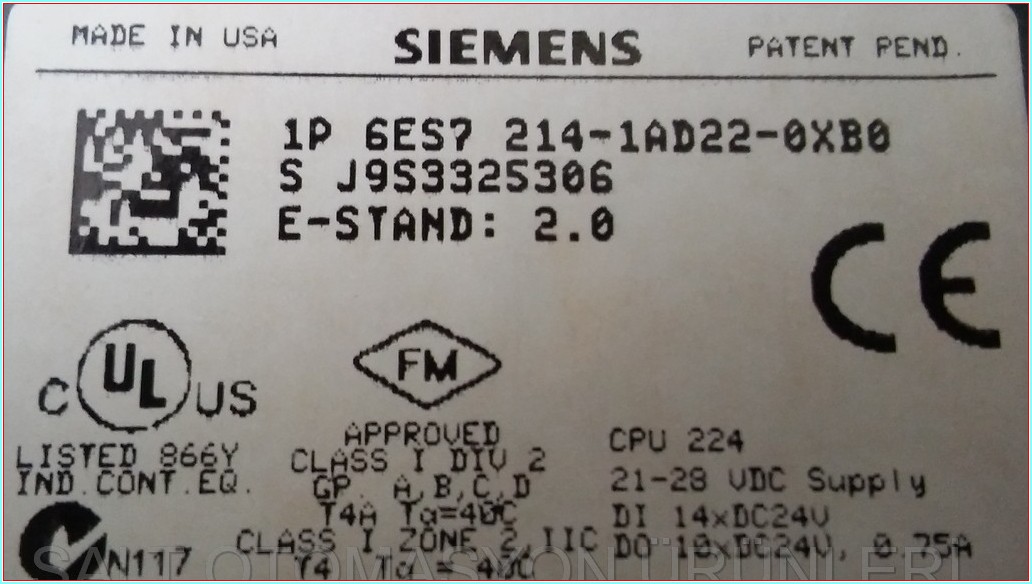 MADE IN USA SIEMENS PATENT PEND.
1P 6ES7 214-1AD22-0XB0
S J9S3325306
E-STAND: 2.0
CE
C UL US
LISTED 866Y
IND.CONT.EQ.
N117
FM
APPROVED
CLASS I DIV 2
GP. A,B,C,D
T4A Ta=40C
CLASS I ZONE 2,IIC
T4 Ta = 40C
CPU 224
21-28 VDC Supply
DI 14xDC24V
DO 10xDC24V, 0.75A
OTOMASYON ÜRÜNLERİ